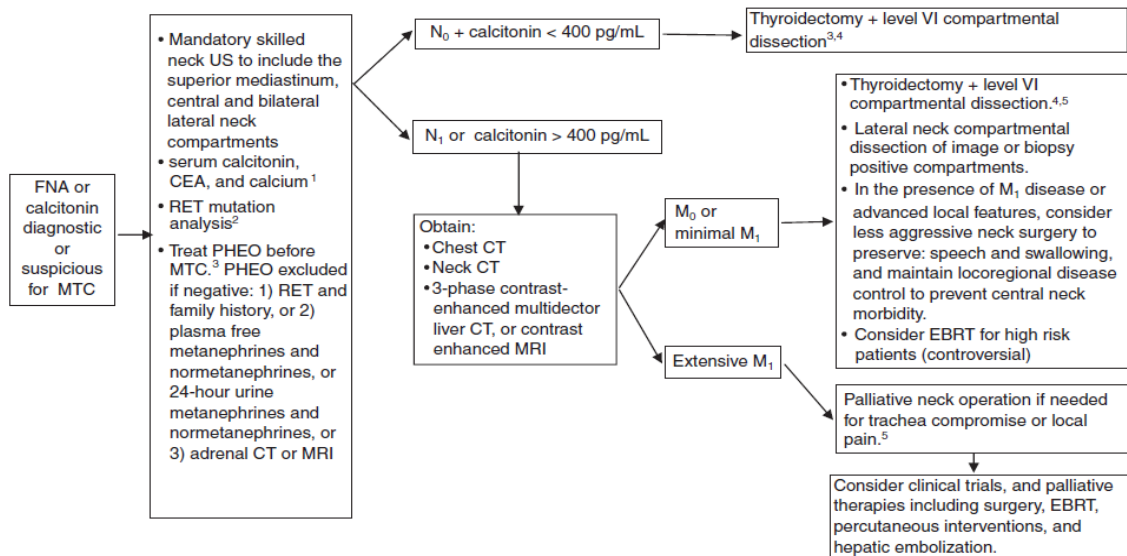 FNA or
calcitonin
diagnostic
or
suspicious
for MTC
• Mandatory skilled
neck US to include the
superior mediastinum,
central and bilateral
lateral neck
compartments
• serum calcitonin,
CEA, and calcium 1
• RET mutation
analysis2
• Treat PHEO before
MTC.3 PHEO excluded
if negative: 1) RET and
family history, or 2)
plasma free
metanephrines and
normetanephrines, or
24-hour urine
metanephrines and
normetanephrines, or
3) adrenal CT or MRI
N0 + calcitonin < 400 pg/mL
Thyroidectomy + level VI compartmental
dissection3,4
N1 or calcitonin > 400 pg/mL
Obtain:
• Chest CT
• Neck CT
• 3-phase contrast-
enhanced multidector
liver CT, or contrast
enhanced MRI
M0 or
minimal M1
• Thyroidectomy + level VI
compartmental dissection.4,5
• Lateral neck compartmental
dissection of image or biopsy
positive compartments.
• In the presence of M1 disease or
advanced local features, consider
less aggressive neck surgery to
preserve: speech and swallowing,
and maintain locoregional disease
control to prevent central neck
morbidity.
• Consider EBRT for high risk
patients (controversial)
Extensive M1
Palliative neck operation if needed
for trachea compromise or local
pain.5
Consider clinical trials, and palliative
therapies including surgery, EBRT,
percutaneous interventions, and
hepatic embolization.